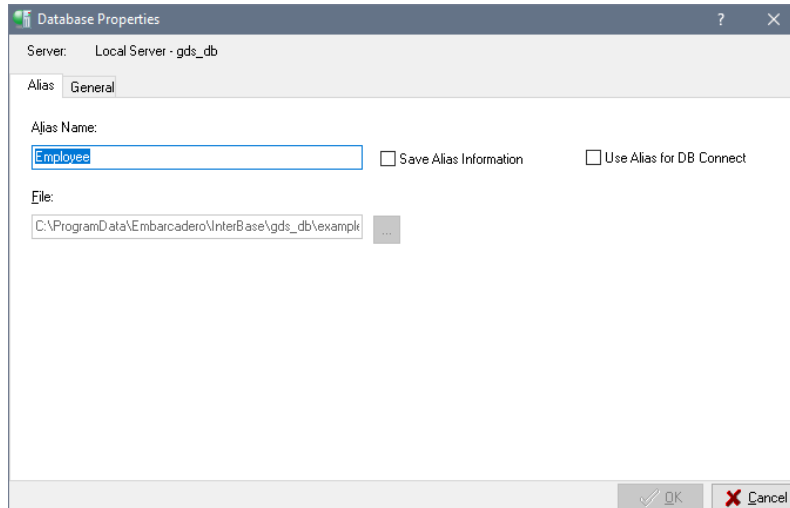 Database Properties
?
Server: Local Server - gds_db
Alias General
Alias Name:
Employee Save Alias Information Use Alias for DB Connect
File:
C:\ProgramData\Embarcadero\InterBase\gds_db\example ...
OK Cancel